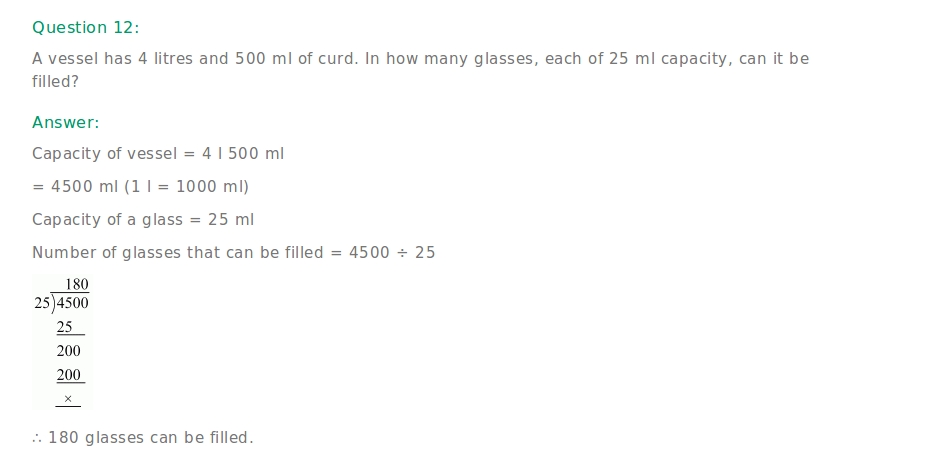 Question 12:
A vessel has 4 litres and 500 ml of curd. In how many glasses, each of 25 ml capacity, can it be
filled?
Answer:
Capacity of vessel = 4 l 500 ml
= 4500 ml (1 l = 1000 ml)
Capacity of a glass = 25 ml
Number of glasses that can be filled = 4500 ÷ 25
180
25)4500
25
200
200
×
∴ 180 glasses can be filled.